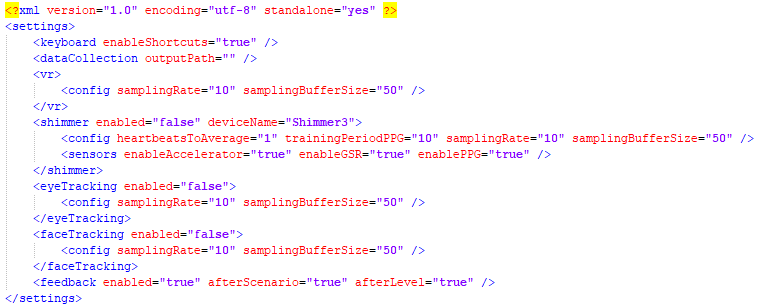 <?xml version="1.0" encoding="utf-8" standalone="yes" ?>
<settings>
<keyboard enableShortcuts="true" />
<dataCollection outputPath="" />
<vr>
<config samplingRate="10" samplingBufferSize="50" />
</vr>
<shimmer enabled="false" deviceName="Shimmer3">
<config heartbeatsToAverage="1" trainingPeriodPPG="10" samplingRate="10" samplingBufferSize="50" />
<sensors enableAccelerator="true" enableGSR="true" enablePPG="true" />
</shimmer>
<eyeTracking enabled="false">
<config samplingRate="10" samplingBufferSize="50" />
</eyeTracking>
<faceTracking enabled="false">
<config samplingRate="10" samplingBufferSize="50" />
</faceTracking>
<feedback enabled="true" afterScenario="true" afterLevel="true" />
</settings>